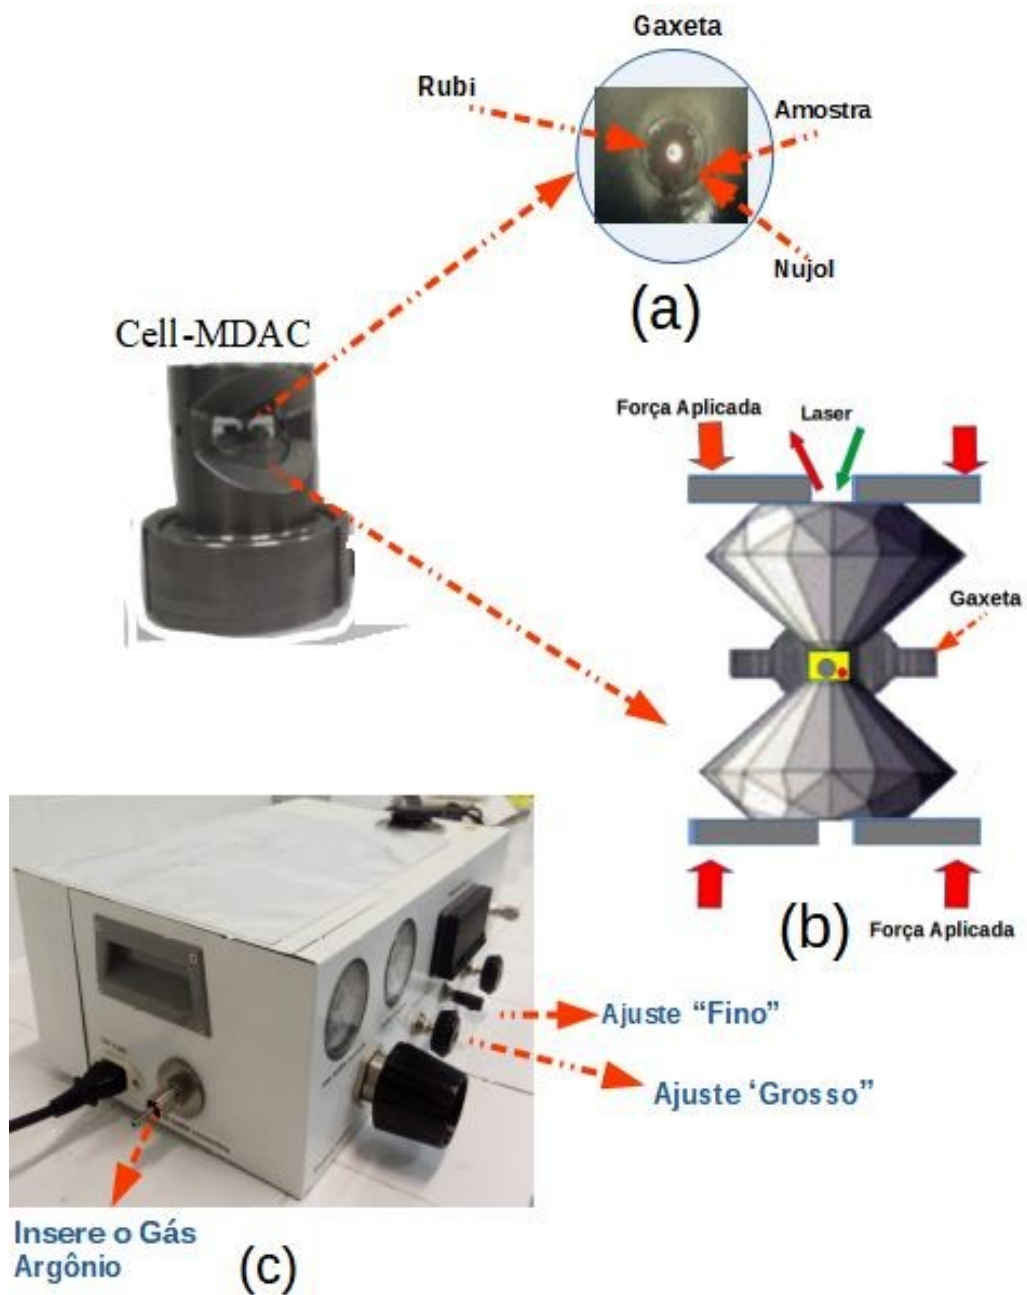 Gaxeta
Rubi
Amostra
Nujol
(a)
Cell-MDAC
Força Aplicada
Laser
Gaxeta
(b)
Força Aplicada
Ajuste “Fino”
Ajuste ‘Grosso”
Insere o Gás
Argônio
(c)